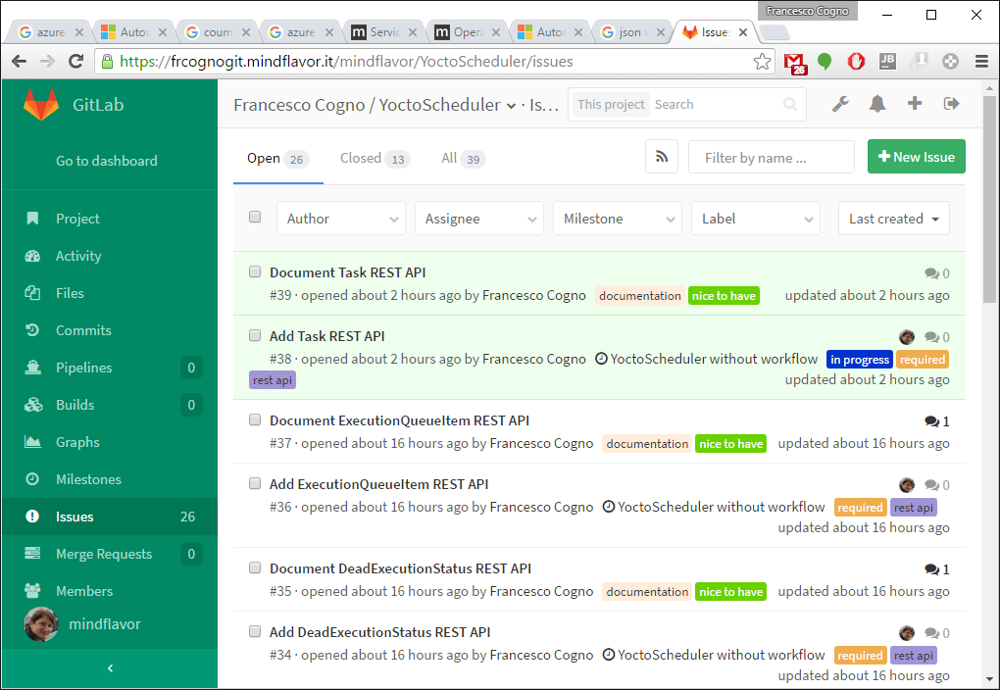 Francesco Cogno
azure
Autor
coum
azure
Servic
Opera
Autor
json v
Issues
https://frcognogit.mindflavor.it/mindflavor/YoctoScheduler/issues
26
JB
GitLab
Francesco Cogno / YoctoScheduler · Is…
This project Search
Go to dashboard
Open 26 Closed 13 All 39
Filter by name ...
New Issue
Project
Activity
Files
Commits
Pipelines 0
Builds 0
Graphs
Milestones
Issues 26
Merge Requests 0
Members
mindflavor
Author Assignee Milestone Label Last created
Document Task REST API 0
#39 · opened about 2 hours ago by Francesco Cogno documentation nice to have updated about 2 hours ago
Add Task REST API 0
#38 · opened about 2 hours ago by Francesco Cogno YoctoScheduler without workflow in progress required
rest api updated about 2 hours ago
Document ExecutionQueueItem REST API 1
#37 · opened about 16 hours ago by Francesco Cogno documentation nice to have updated about 16 hours ago
Add ExecutionQueueItem REST API 0
#36 · opened about 16 hours ago by Francesco Cogno YoctoScheduler without workflow required rest api
updated about 16 hours ago
Document DeadExecutionStatus REST API 1
#35 · opened about 16 hours ago by Francesco Cogno documentation nice to have updated about 16 hours ago
Add DeadExecutionStatus REST API 0
#34 · opened about 16 hours ago by Francesco Cogno YoctoScheduler without workflow required rest api
updated about 16 hours ago